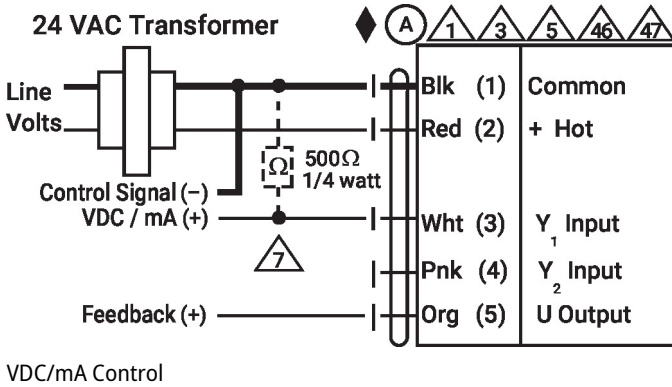 24 VAC Transformer
A 1 3 5 46 47
Line
Volts
Blk (1) Common
Red (2) + Hot
Ω 500Ω
1/4 watt
Control Signal (−)
VDC / mA (+)
7
Wht (3) Y1 Input
Pnk (4) Y2 Input
Feedback (+)
Org (5) U Output
VDC/mA Control